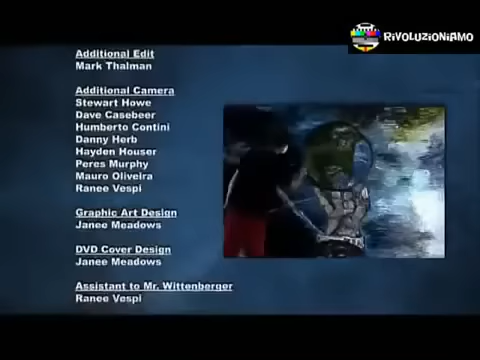 RiVOLUZiONiAMO
Additional Edit
Mark Thalman
Additional Camera
Stewart Howe
Dave Casebeer
Humberto Contini
Danny Herb
Hayden Houser
Peres Murphy
Mauro Oliveira
Ranee Vespi
Graphic Art Design
Janee Meadows
DVD Cover Design
Janee Meadows
Assistant to Mr. Wittenberger
Ranee Vespi